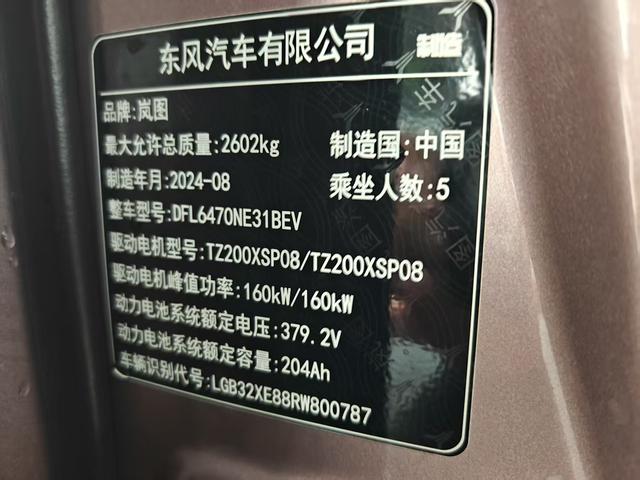 东风汽车有限公司
品牌:岚图
最大允许总质量:2602kg
制造国:中国
制造年月:2024-08
乘坐人数:5
整车型号:DFL6470NE31BEV
驱动电机型号:TZ200XSP08/TZ200XSP08
驱动电机峰值功率:160kW/160kW
动力电池系统额定电压:379.2V
动力电池系统额定容量:204Ah
车辆识别代号:LGB32XE88RW800787